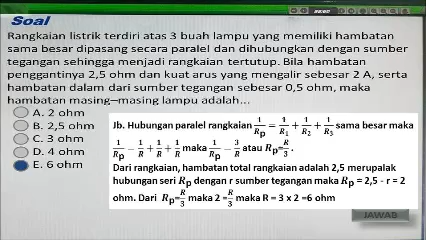 Soal
Rangkaian listrik terdiri atas 3 buah lampu yang memiliki hambatan
sama besar dipasang secara paralel dan dihubungkan dengan sumber
tegangan sehingga menjadi rangkaian tertutup. Bila hambatan
penggantinya 2,5 ohm dan kuat arus yang mengalir sebesar 2 A, serta
hambatan dalam dari sumber tegangan sebesar 0,5 ohm, maka
hambatan masing-masing lampu adalah...
A. 2 ohm
B. 2,5 ohm
C. 3 ohm
D. 4 ohm
E. 6 ohm
Jb. Hubungan paralel rangkaian 1/Rp = 1/R1 + 1/R2 + 1/R3 sama besar maka
1/Rp = 1/R + 1/R + 1/R maka 1/Rp = 3/R atau Rp = R/3.
Dari rangkaian, hambatan total rangkaian adalah 2,5 merupalak
hubungan seri Rp dengan r sumber tegangan maka Rp = 2,5 - r = 2
ohm. Dari Rp = R/3 maka 2 = R/3 maka R = 3 x 2 =6 ohm
JAWAB